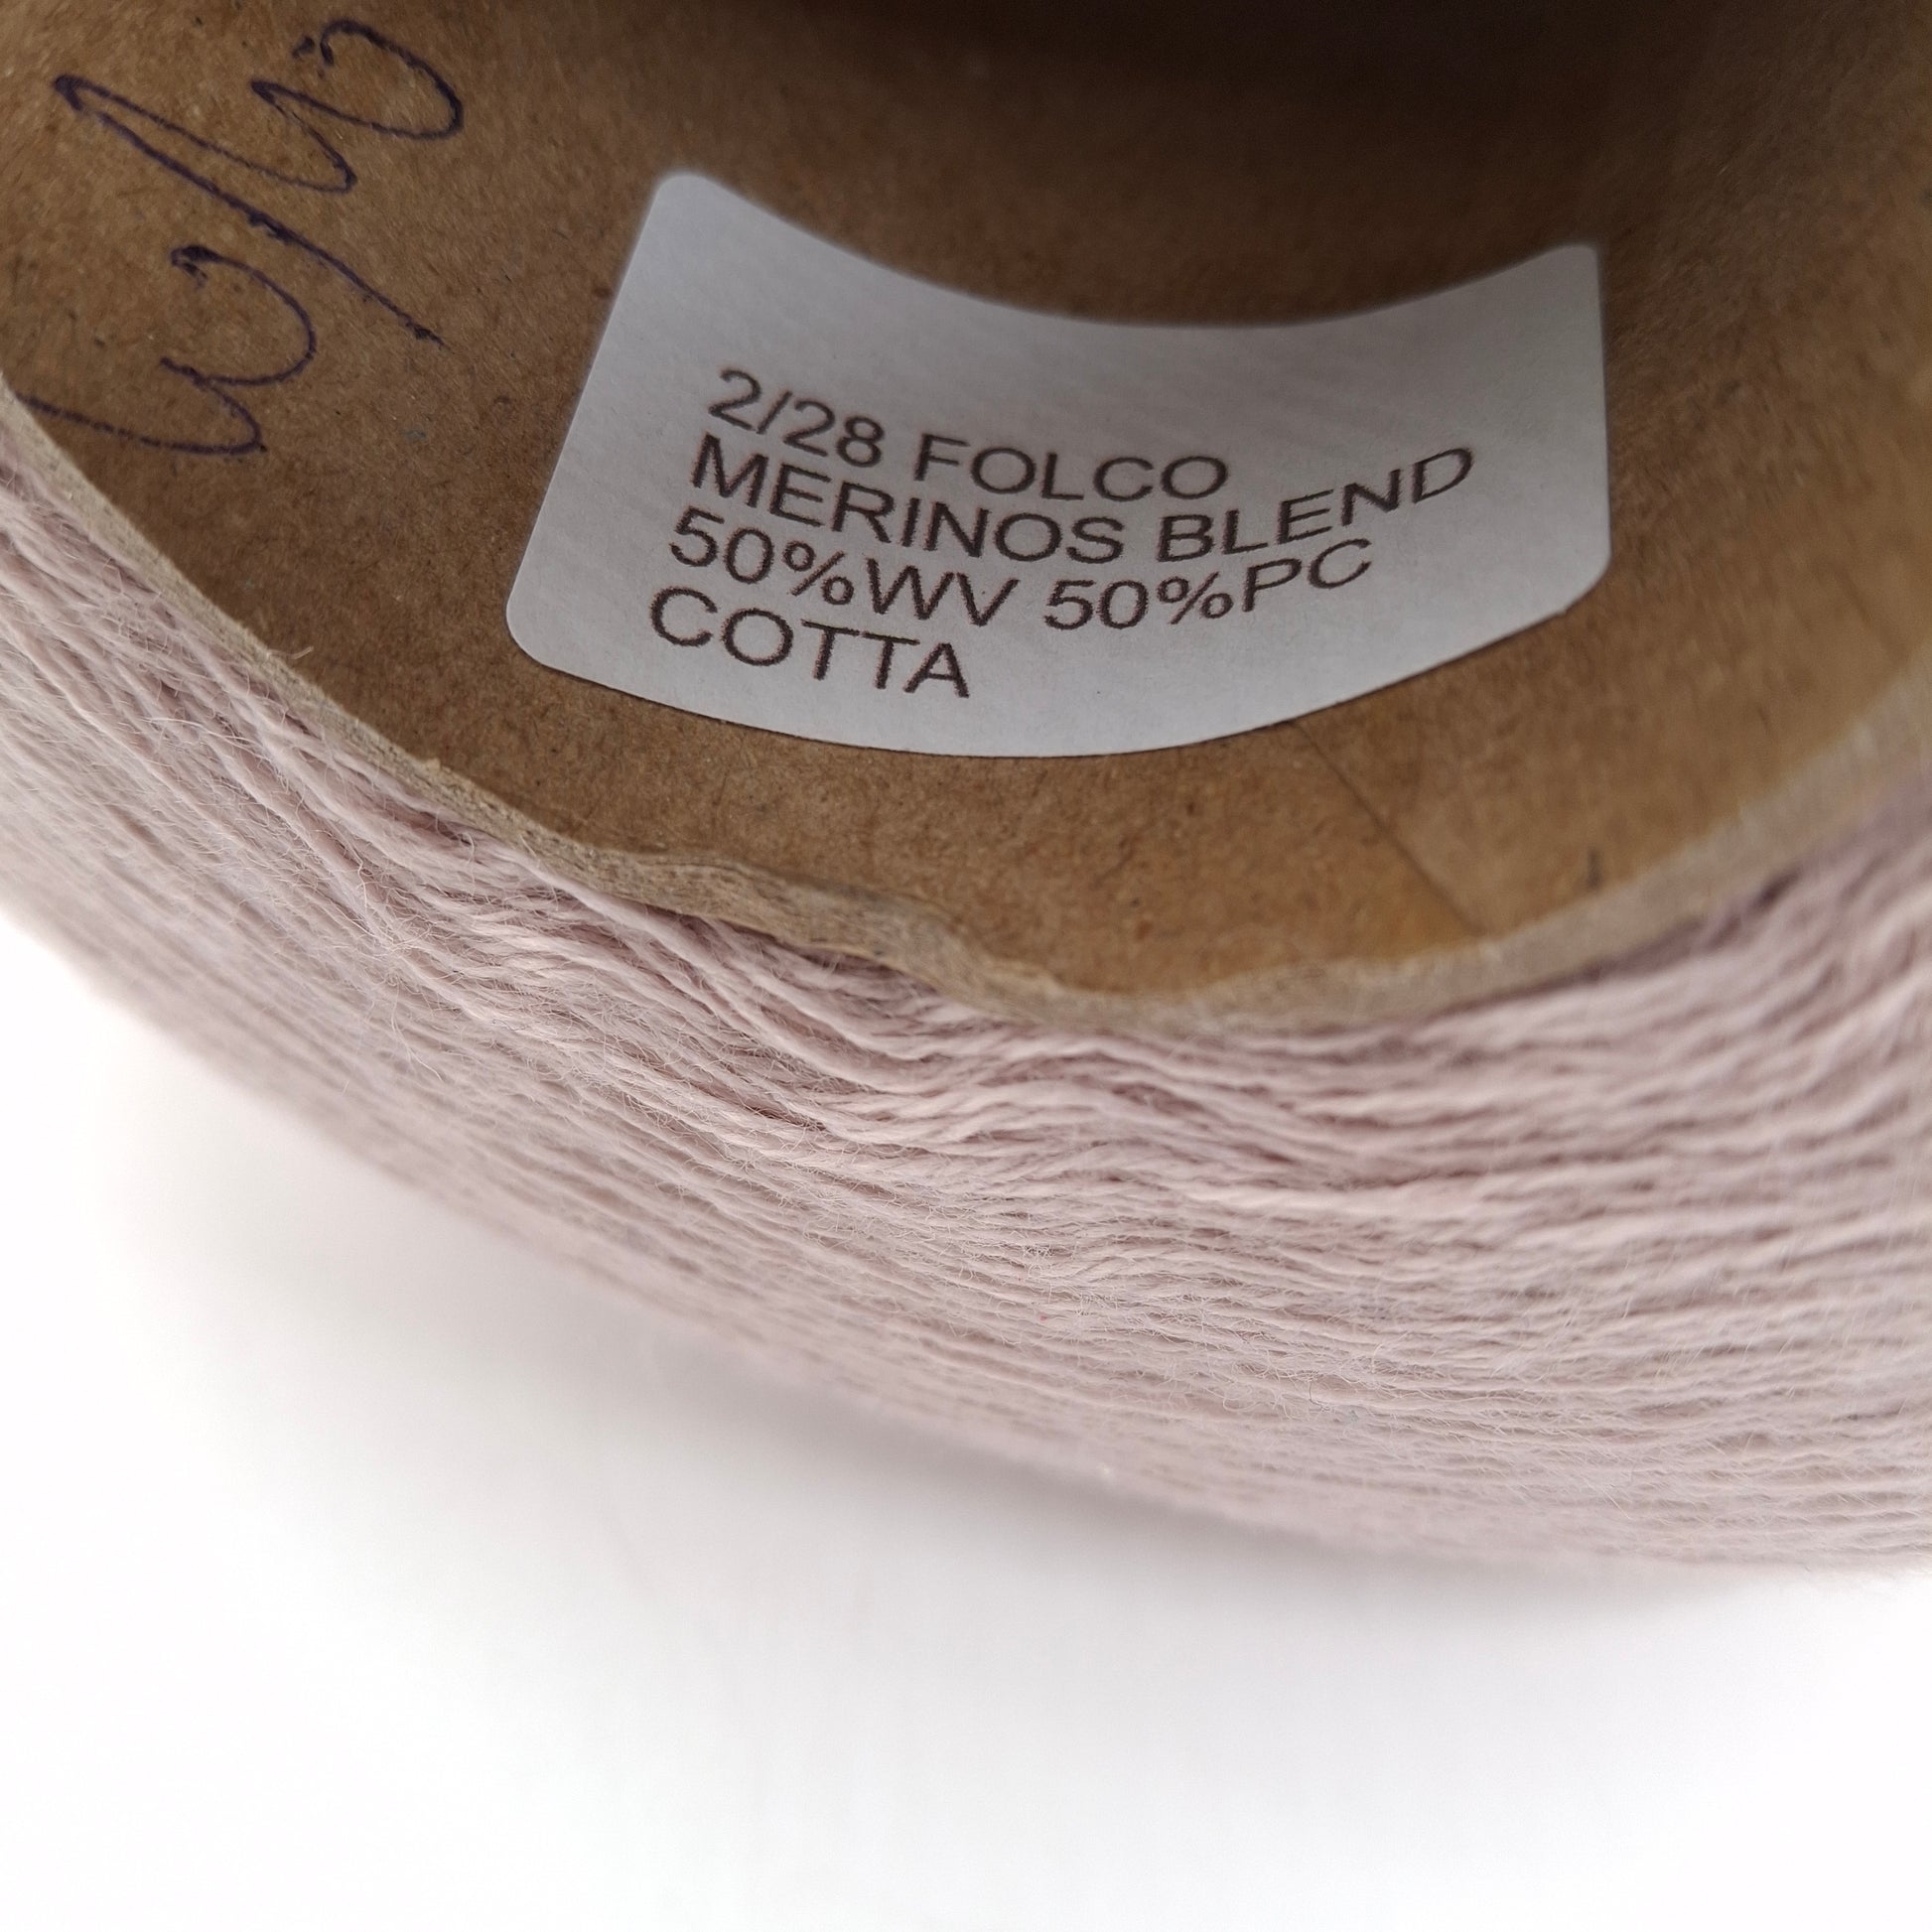 2/28 FOLCO
MERINOS BLEND
50%WV 50%PC
COTTA